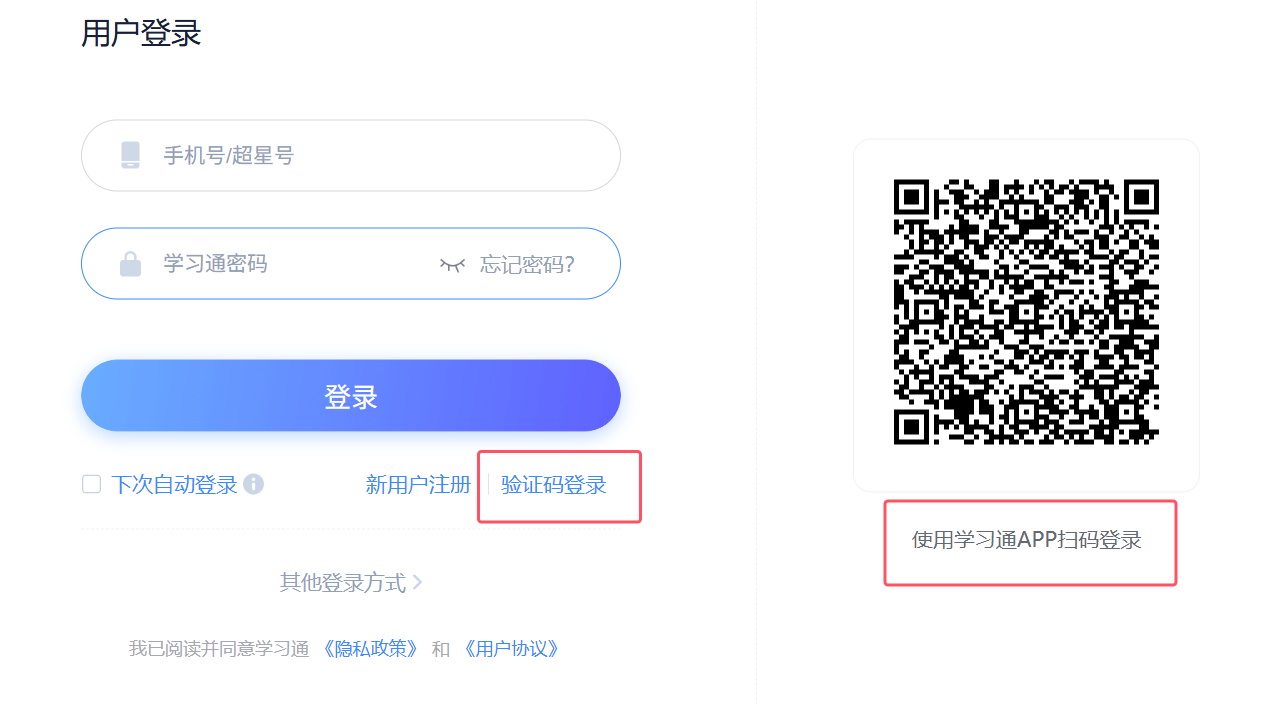 用户登录
手机号/超星号
学习通密码 忘记密码?
登录
下次自动登录 新用户注册 验证码登录
其他登录方式
我已阅读并同意学习通 《隐私政策》 和 《用户协议》
使用学习通APP扫码登录